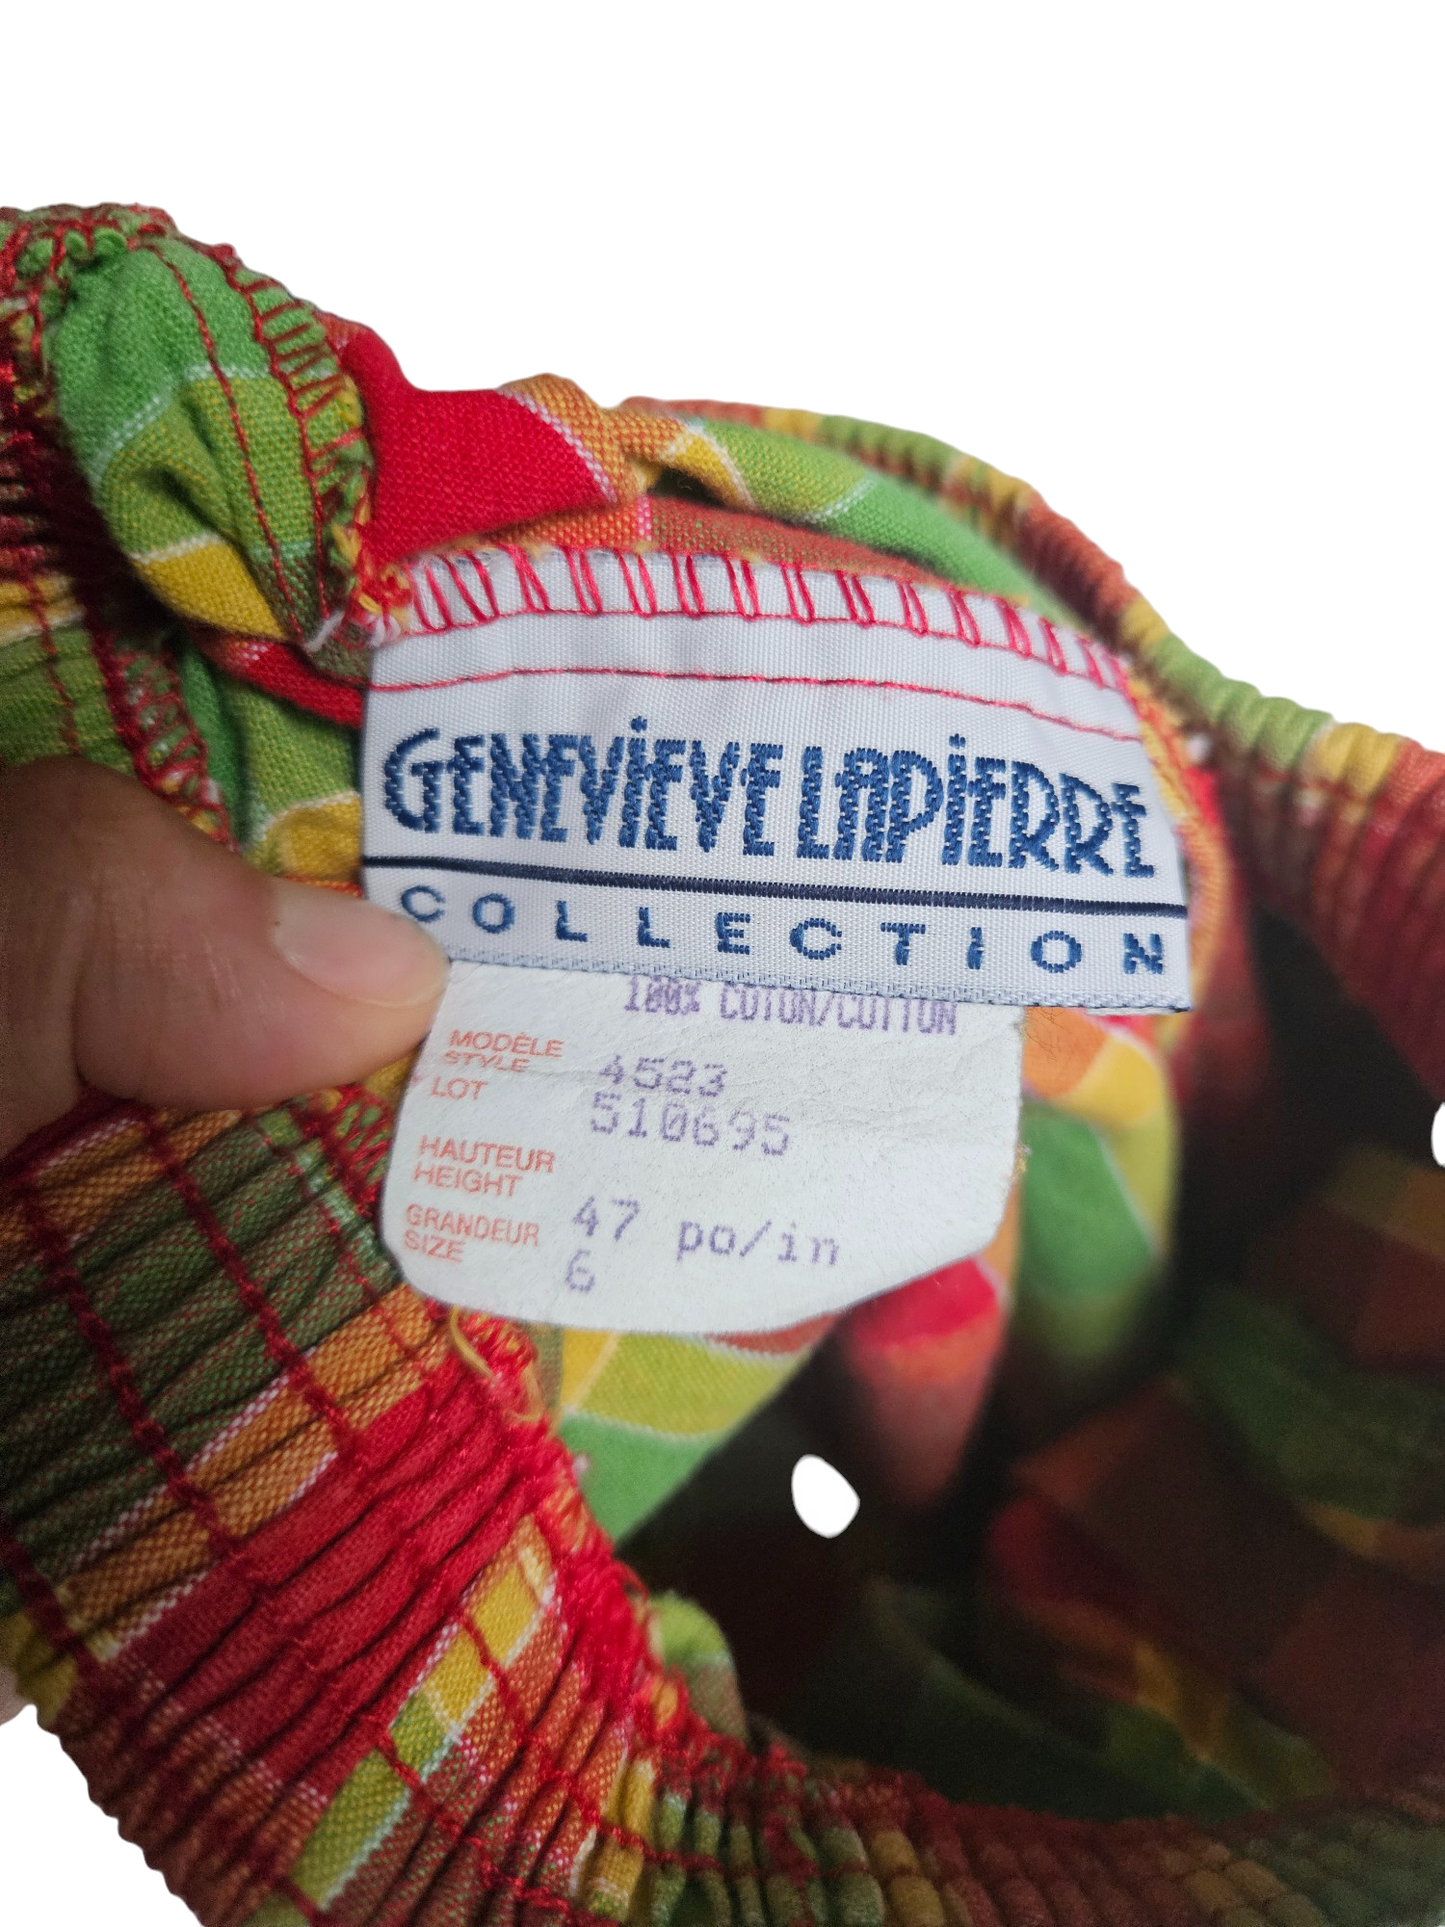 GENEVIEVE LAPIERRE
COLLECTION
100% COTON/COTTON
MODÈLE
STYLE 4523
LOT 510695
HAUTEUR
HEIGHT 47 po/in
GRANDEUR
SIZE 6